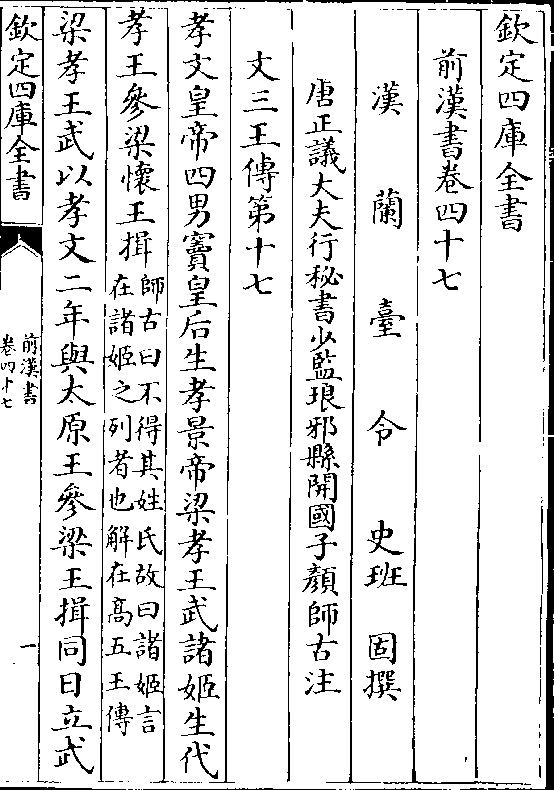 欽定四庫全書
前漢書卷四十七
漢蘭臺令史班固撰
唐正議大夫行秘書少監琅邪縣開國子顏師古注
文三王傳第十七
孝文皇帝四男竇皇后生孝景帝梁孝王武諸姬生代
孝王參梁懷王揖師古曰不得其姓氏故曰諸姬言在諸姬之列者也解在髙五王傳
梁孝王武以孝文二年與太原王參梁王揖同日立武
欽定四庫全書
前漢書
卷四十七
一